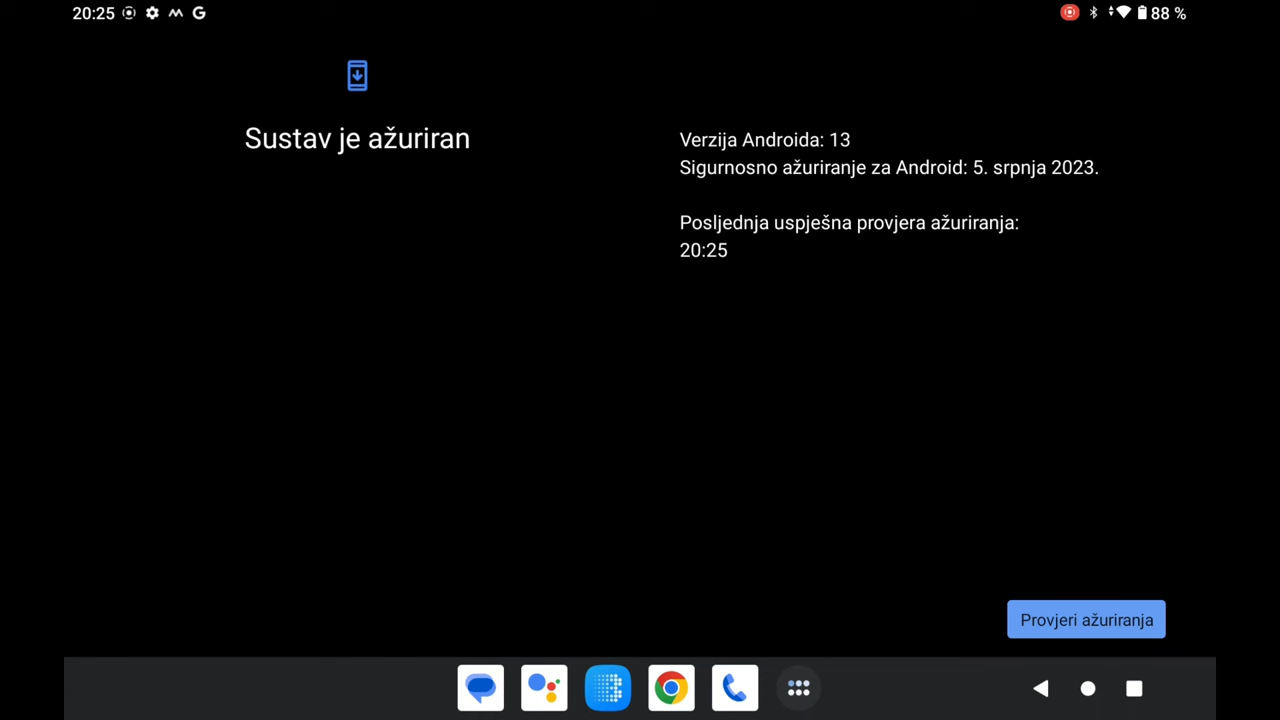 20:25
88 %
Sustav je ažuriran
Verzija Androida: 13
Sigurnosno ažuriranje za Android: 5. srpnja 2023.
Posljednja uspješna provjera ažuriranja:
20:25
Provjeri ažuriranja